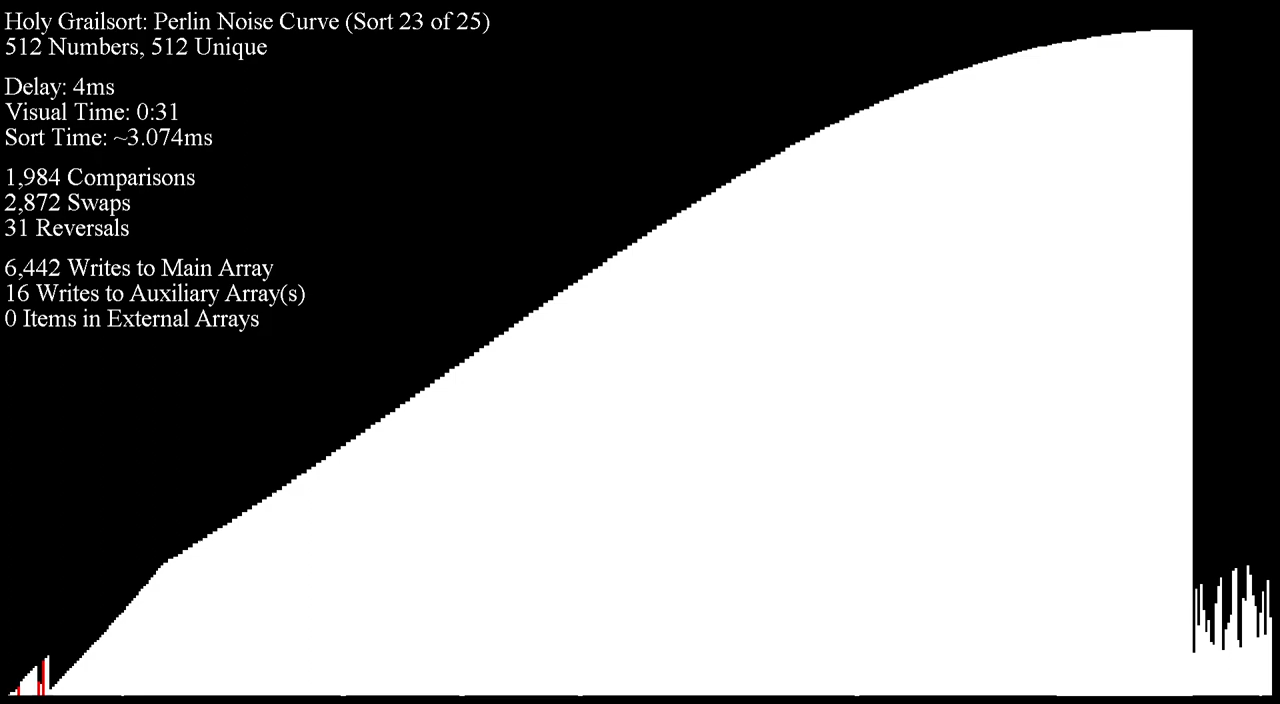 Holy Grailsort: Perlin Noise Curve (Sort 23 of 25)
512 Numbers, 512 Unique
Delay: 4ms
Visual Time: 0:31
Sort Time: ~3.074ms
1,984 Comparisons
2,872 Swaps
31 Reversals
6,442 Writes to Main Array
16 Writes to Auxiliary Array(s)
0 Items in External Arrays